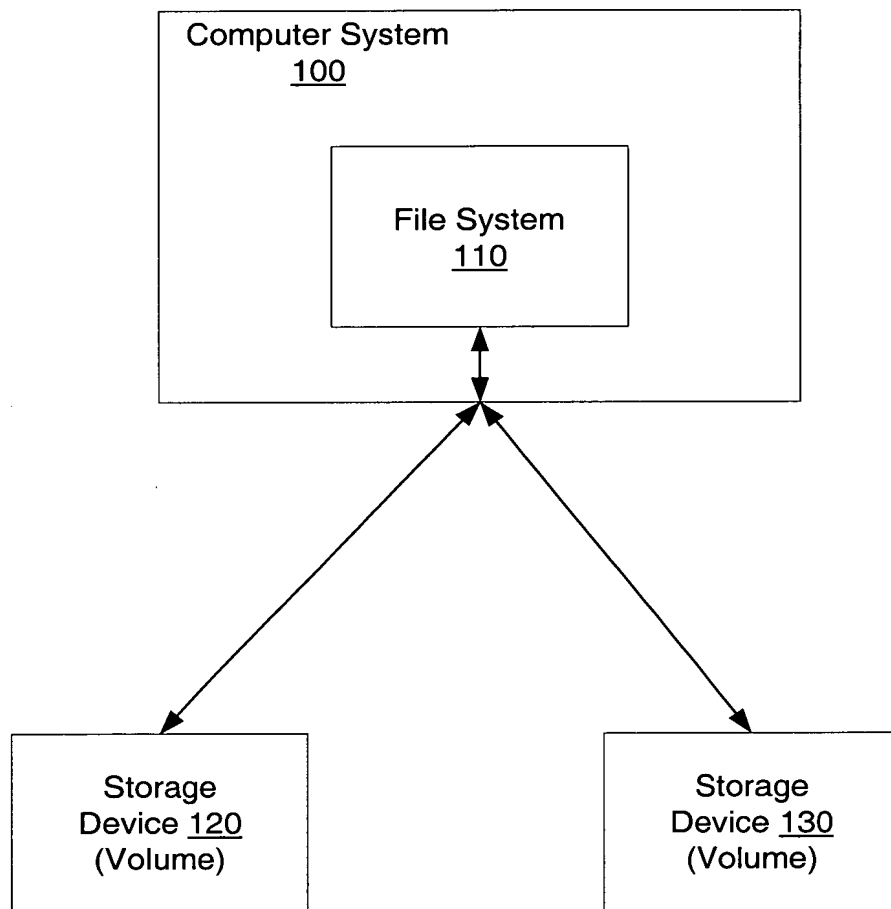 Computer System
100
File System
110
Storage
Device 120
(Volume)
Storage
Device 130
(Volume)